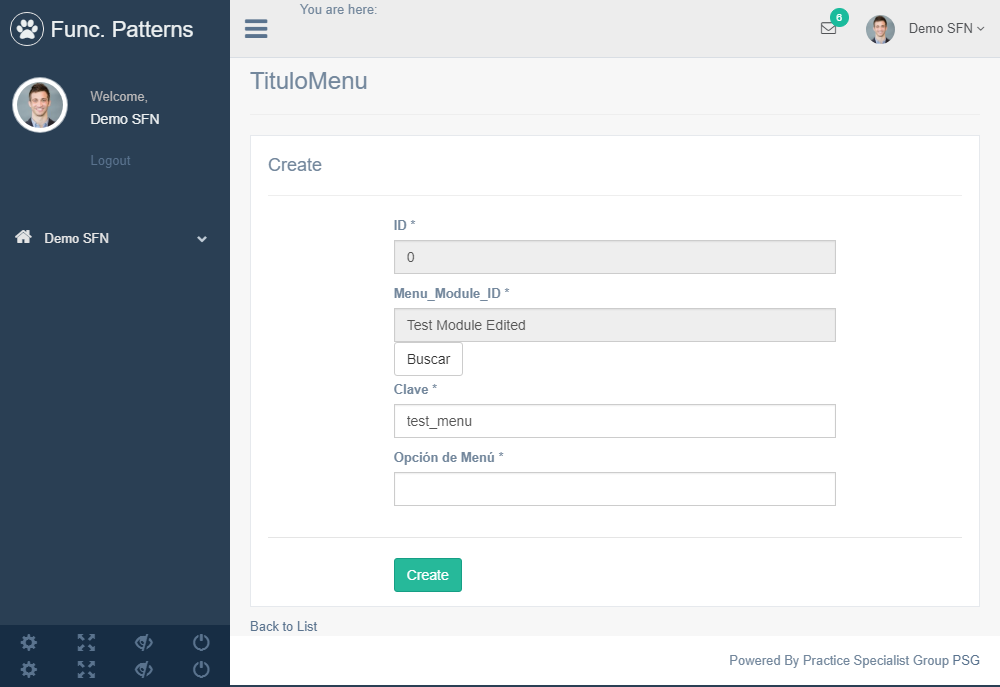 Func. Patterns
You are here:
6
Demo SFN
Welcome,
Demo SFN
Logout
Demo SFN
TituloMenu
Create
ID *
0
Menu_Module_ID *
Test Module Edited
Buscar
Clave *
test_menu
Opción de Menú *
Create
Back to List
Powered By Practice Specialist Group PSG